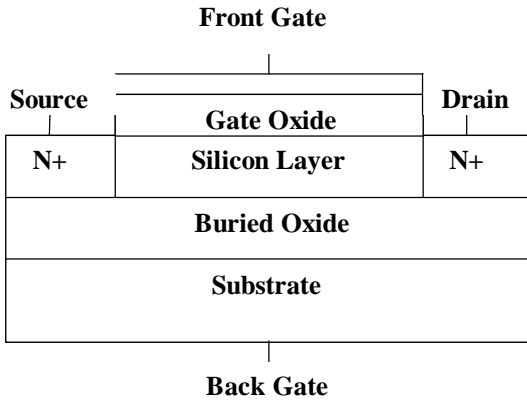 Front Gate
Source
Drain
Gate Oxide
N+
Silicon Layer
N+
Buried Oxide
Substrate
Back Gate